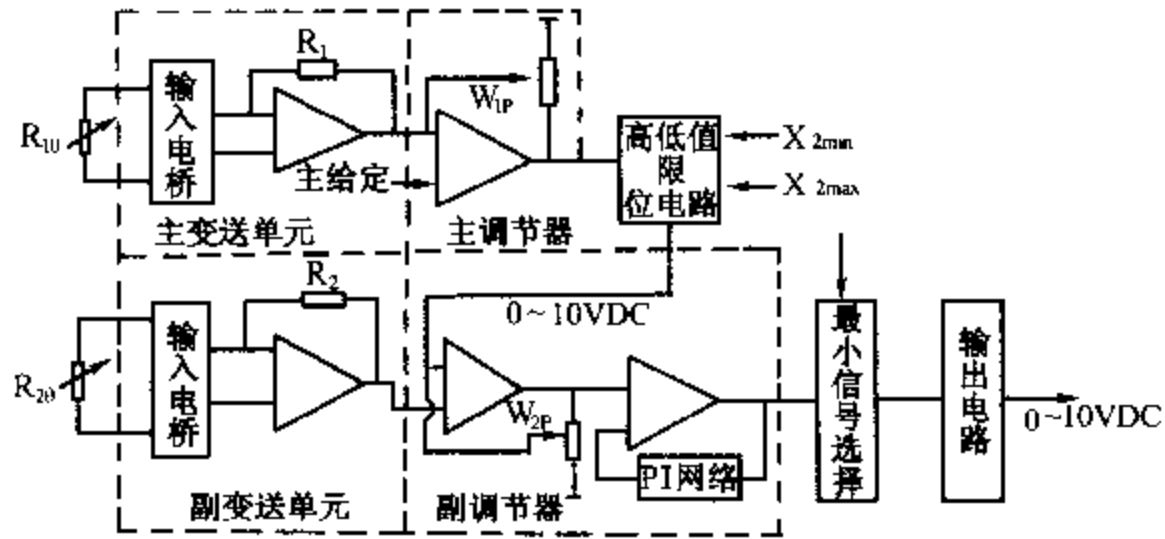 R₁
输入电桥
R₁₀
W₁P
主给定
主变送单元
主调节器
高低值
限
位电路
X 2min
X 2max
R₂
0~10VDC
输入电桥
R₂₀
W₂P
PI网络
副变送单元
副调节器
最小信号选择
输出电路
0~10VDC